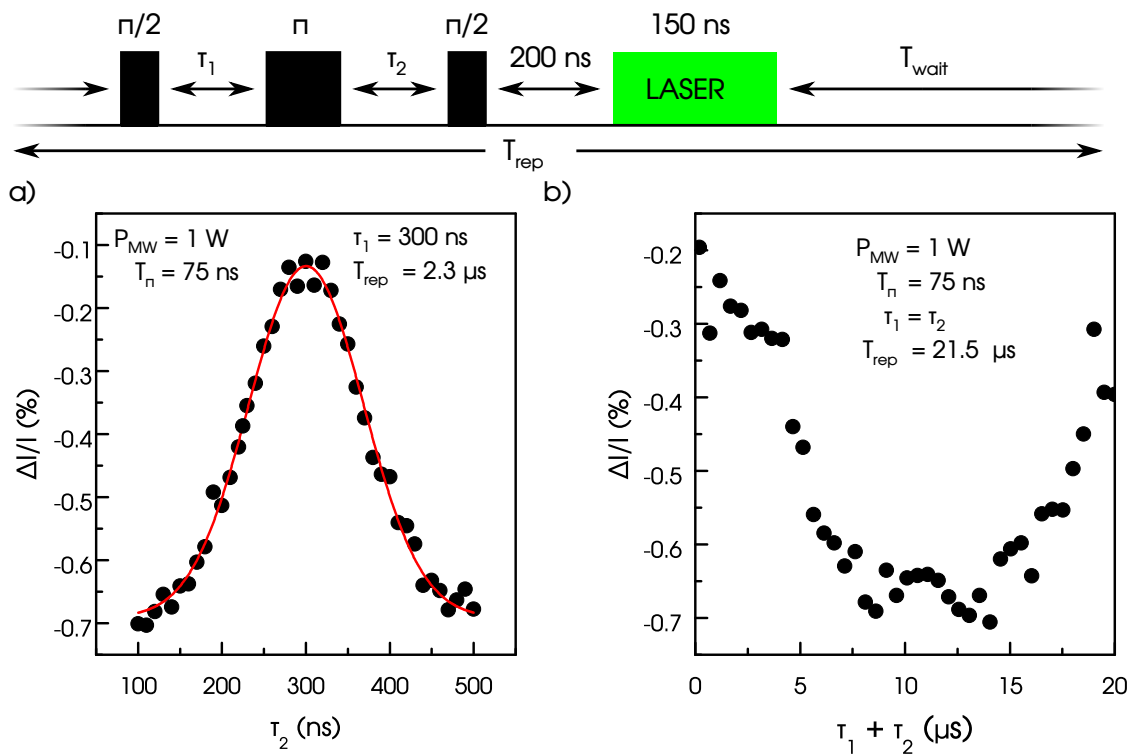 π/2 π π/2 150 ns
τ1 τ2 200 ns LASER Twait
Trep
a)
PMW = 1 W
Tπ = 75 ns
τ1 = 300 ns
Trep = 2.3 µs
-0.1
-0.2
-0.3
-0.4
-0.5
-0.6
-0.7
ΔI/I (%)
100 200 300 400 500
τ2 (ns)
b)
PMW = 1 W
Tπ = 75 ns
τ1 = τ2
Trep = 21.5 µs
-0.2
-0.3
-0.4
-0.5
-0.6
-0.7
ΔI/I (%)
0 5 10 15 20
τ1 + τ2 (µs)